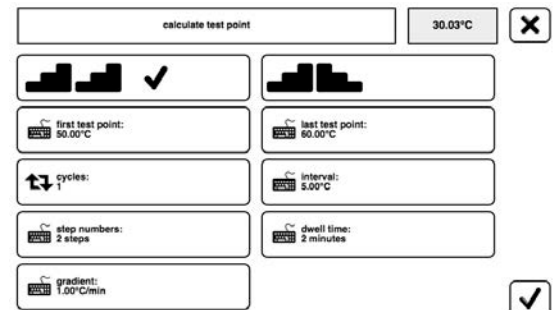 calculate test point
30.03°C
first test point:
50.00°C
last test point:
60.00°C
cycles:
1
interval:
5.00°C
step numbers:
2 steps
dwell time:
2 minutes
gradient:
1.00°C/min